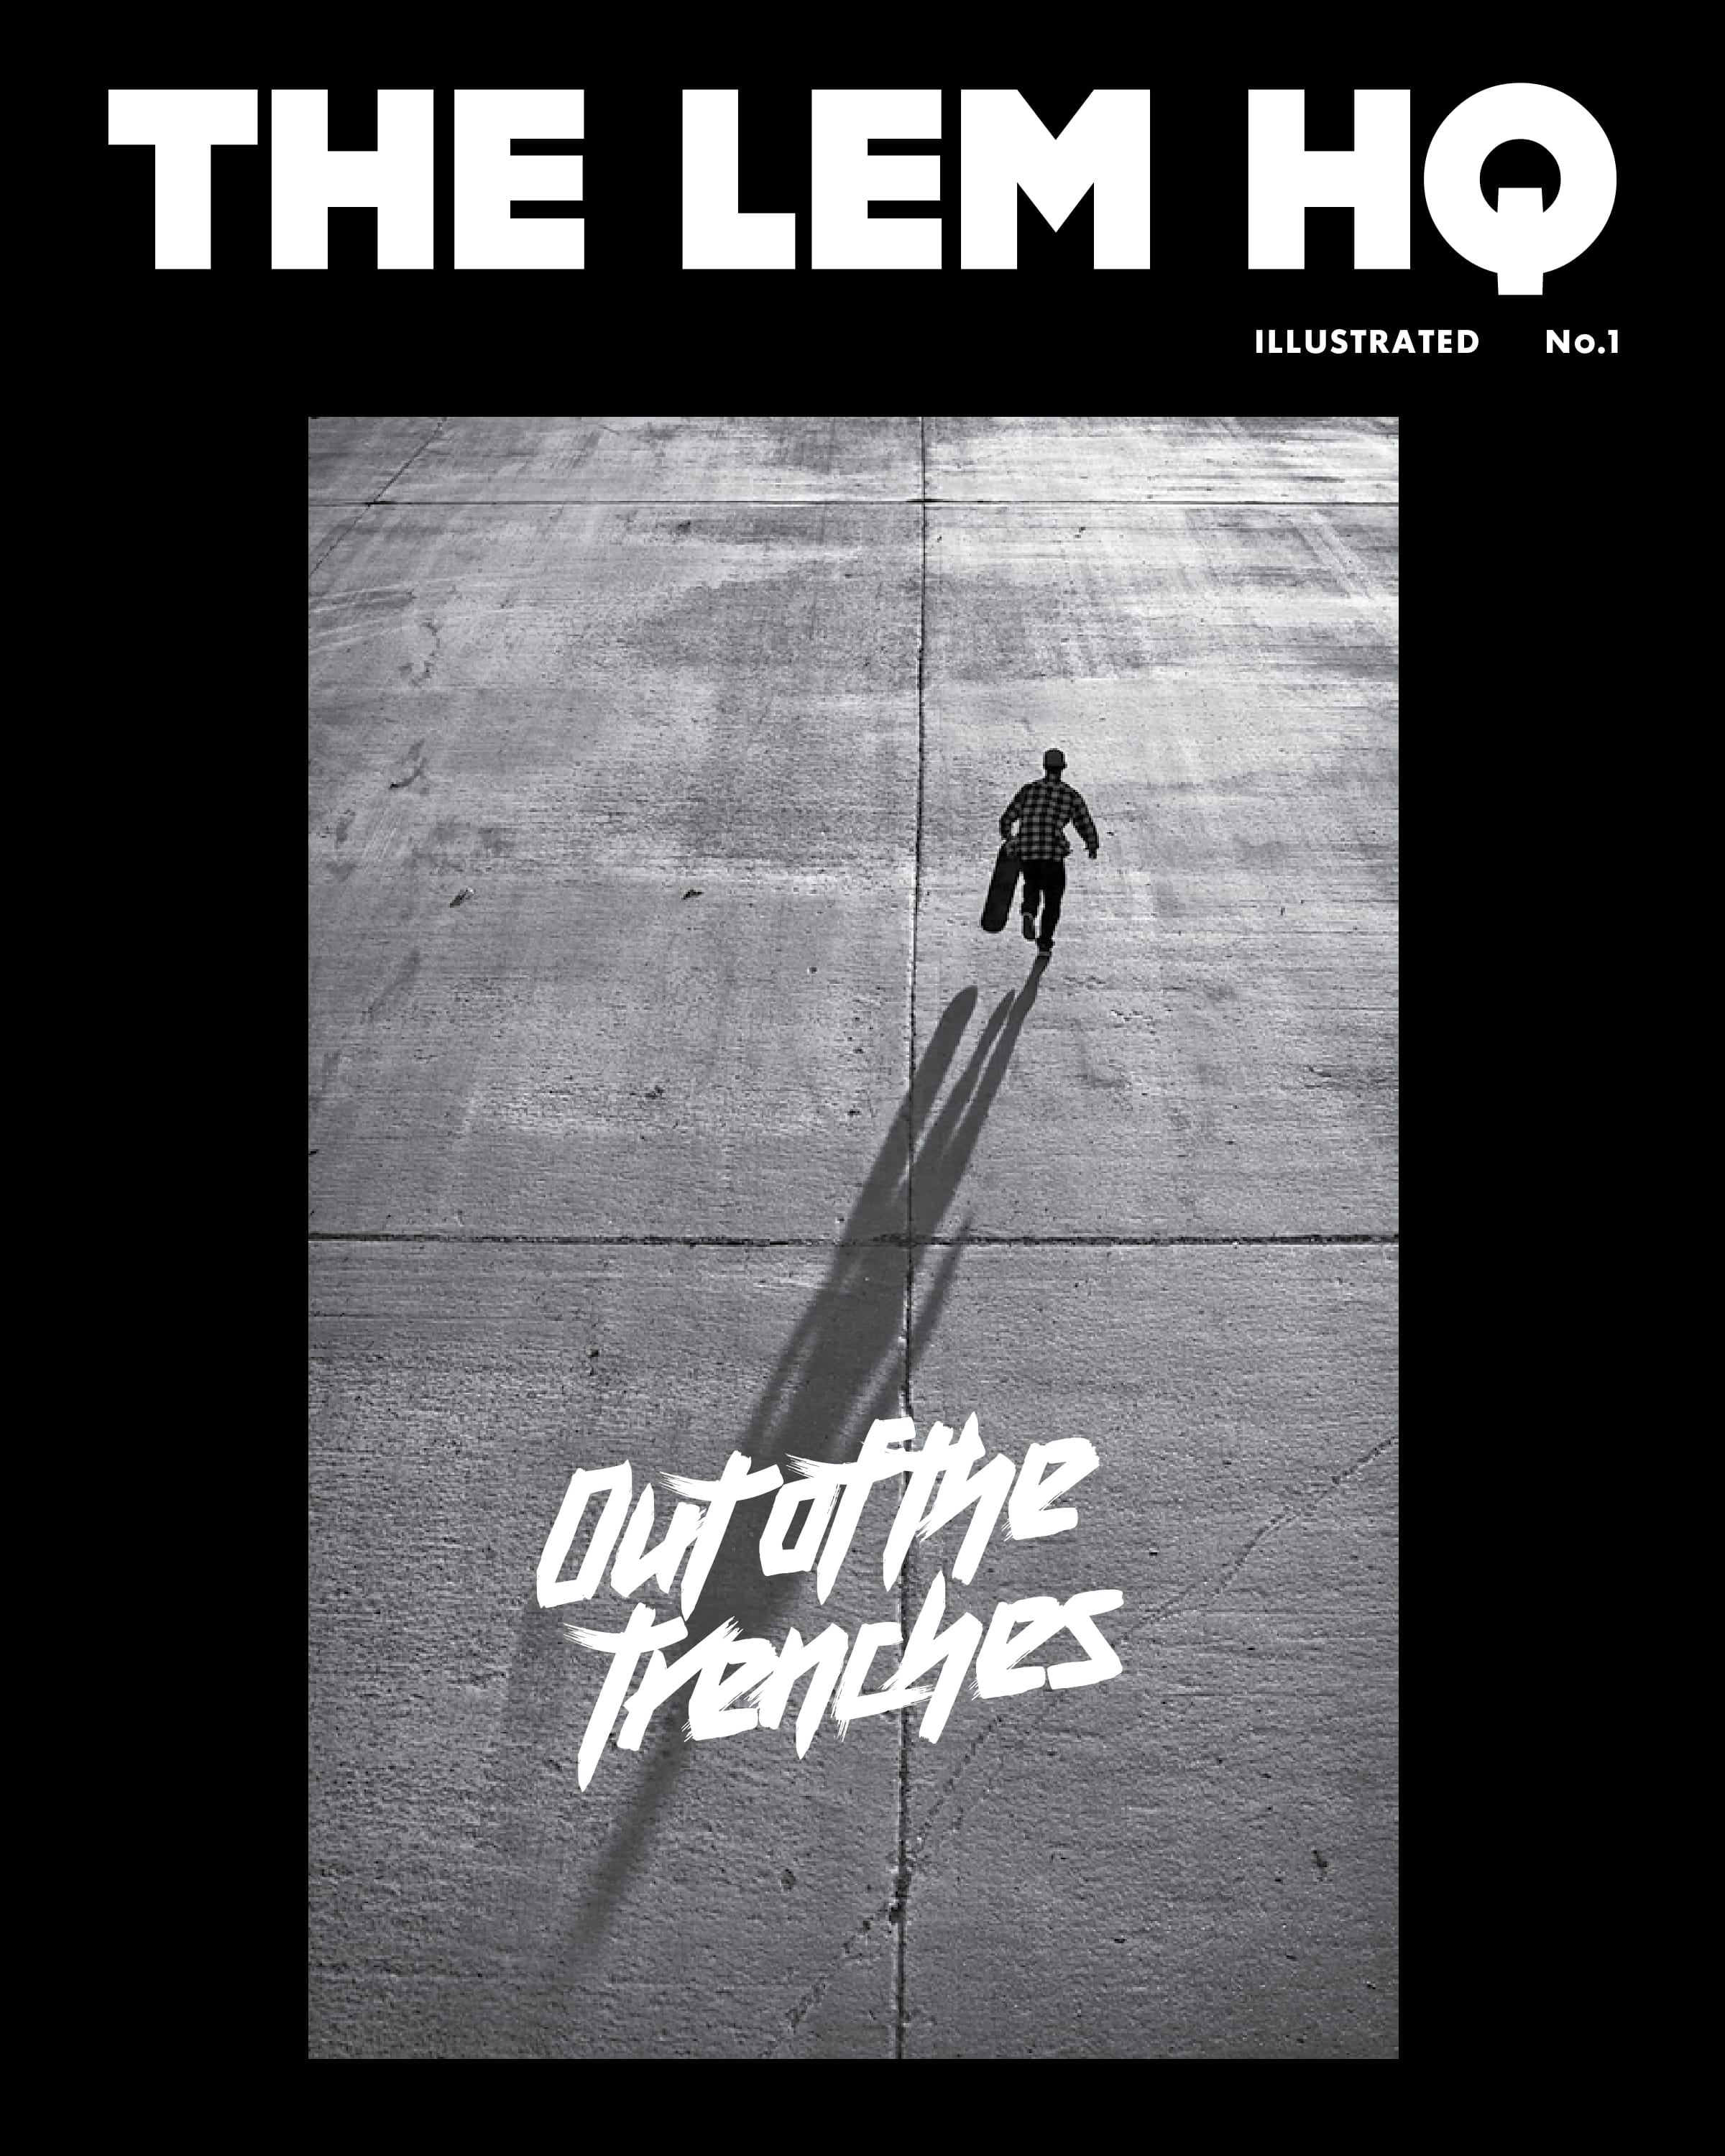 THE LEM HQ
ILLUSTRATED No.1
Out of the
trenches